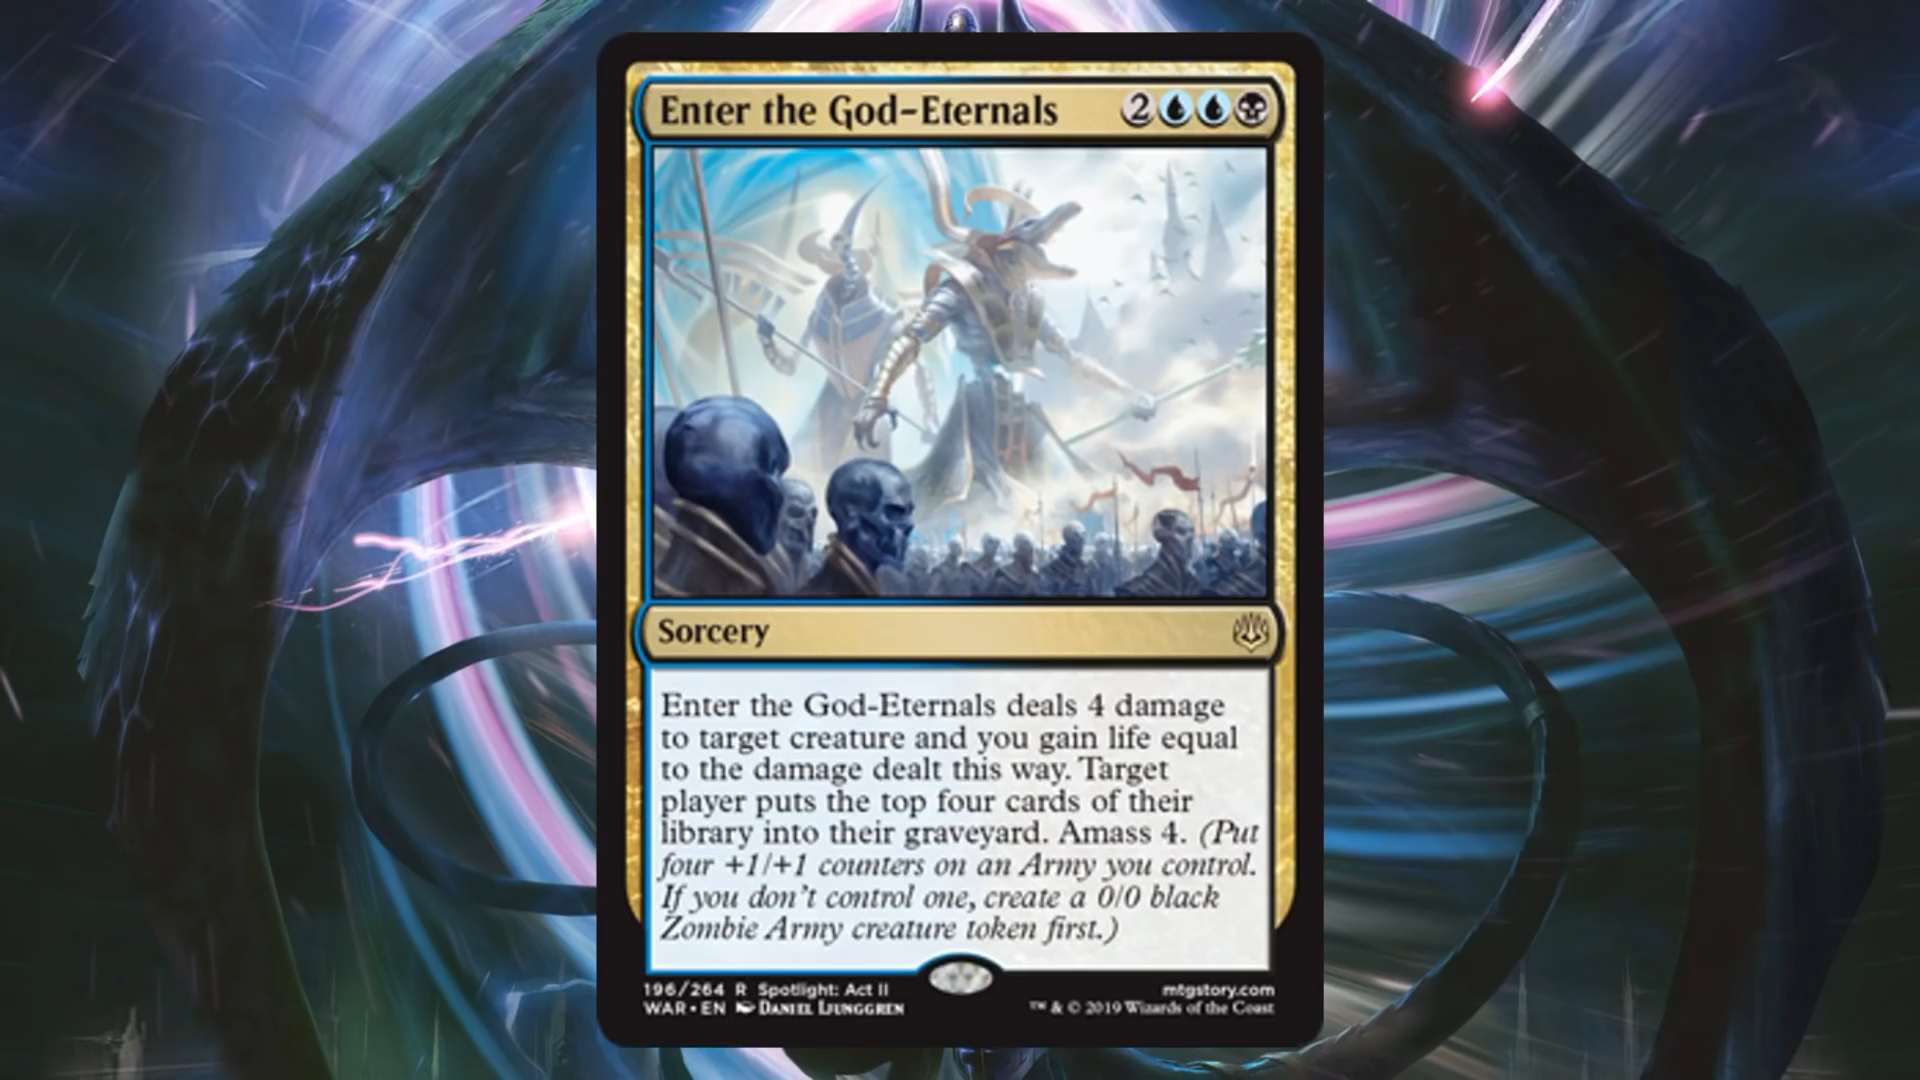 Enter the God-Eternals 2
Sorcery
Enter the God-Eternals deals 4 damage
to target creature and you gain life equal
to the damage dealt this way. Target
player puts the top four cards of their
library into their graveyard. Amass 4. (Put
four +1/+1 counters on an Army you control.
If you don't control one, create a 0/0 black
Zombie Army creature token first.)
196/264 R Spotlight: Act II
mtgstory.com
WAR • EN DANIEL LJUNGGREN
™ & © 2019 Wizards of the Coast